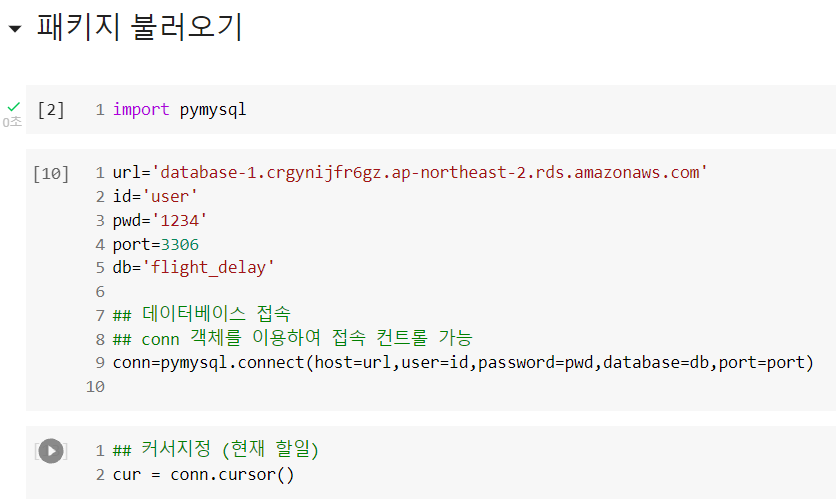 패키지 불러오기
[2] 1 import pymysql
0초
[10] 1 url='database-1.crgynijfr6gz.ap-northeast-2.rds.amazonaws.com'
2 id='user'
3 pwd='1234'
4 port=3306
5 db='flight_delay'
6
7 ## 데이터베이스 접속
8 ## conn 객체를 이용하여 접속 컨트롤 가능
9 conn=pymysql.connect(host=url,user=id,password=pwd,database=db,port=port)
10
1 ## 커서지정 (현재 할일)
2 cur = conn.cursor()